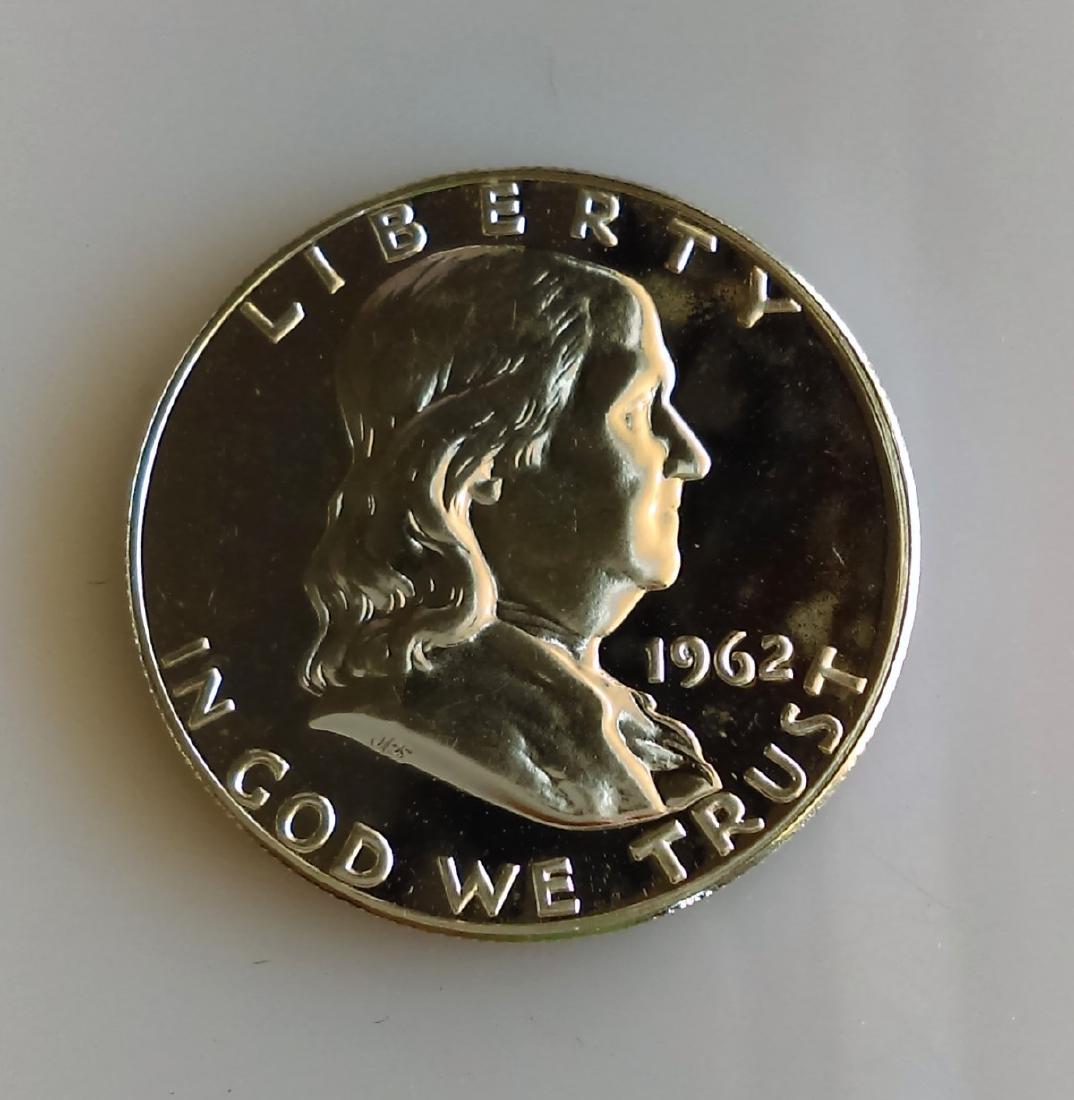 LIBERTY
1962
IN GOD WE TRUST